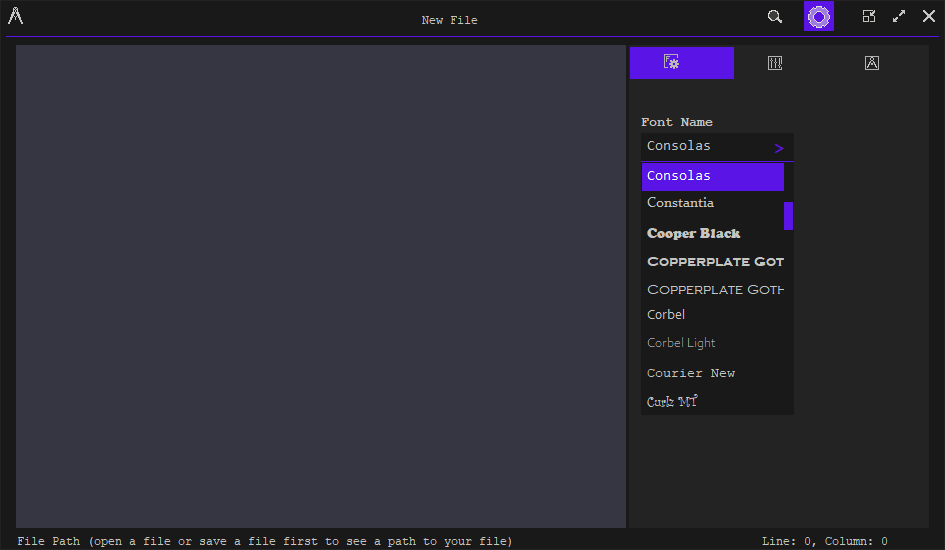 New File
Font Name
Consolas
Consolas
Constantia
Cooper Black
Copperplate Got
Copperplate Goth
Corbel
Corbel Light
Courier New
Curlz MT
File Path (open a file or save a file first to see a path to your file)
Line: 0, Column: 0